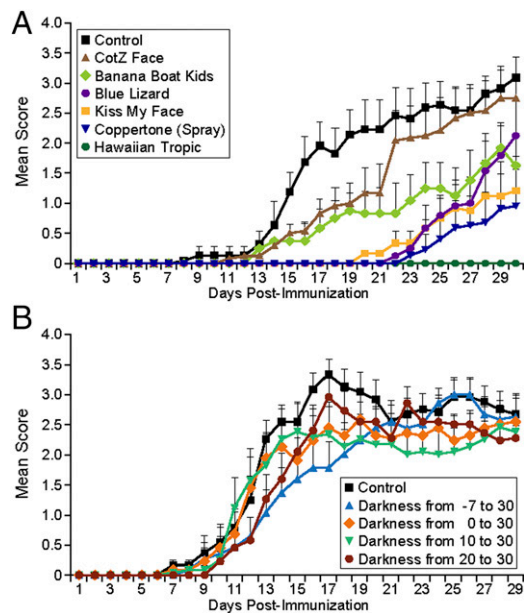 A
4.0
3.5
3.0
2.5
2.0
1.5
1.0
0.5
0
Mean Score
Control
CotZ Face
Banana Boat Kids
Blue Lizard
Kiss My Face
Coppertone (Spray)
Hawaiian Tropic
1 3 5 7 9 11 13 15 17 19 21 23 25 27 29
Days Post-Immunization
B
4.0
3.5
3.0
2.5
2.0
1.5
1.0
0.5
0
Mean Score
Control
Darkness from -7 to 30
Darkness from 0 to 30
Darkness from 10 to 30
Darkness from 20 to 30
1 3 5 7 9 11 13 15 17 19 21 23 25 27 29
Days Post-Immunization